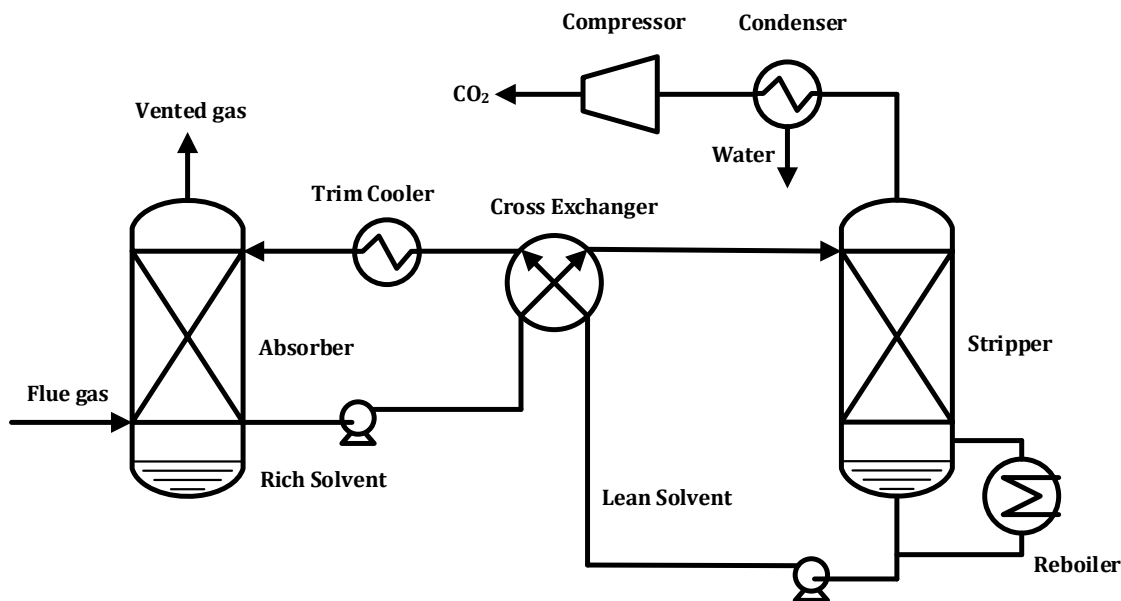 Compressor
Condenser
CO₂
Vented gas
Water
Trim Cooler
Cross Exchanger
Absorber
Stripper
Flue gas
Rich Solvent
Lean Solvent
Reboiler